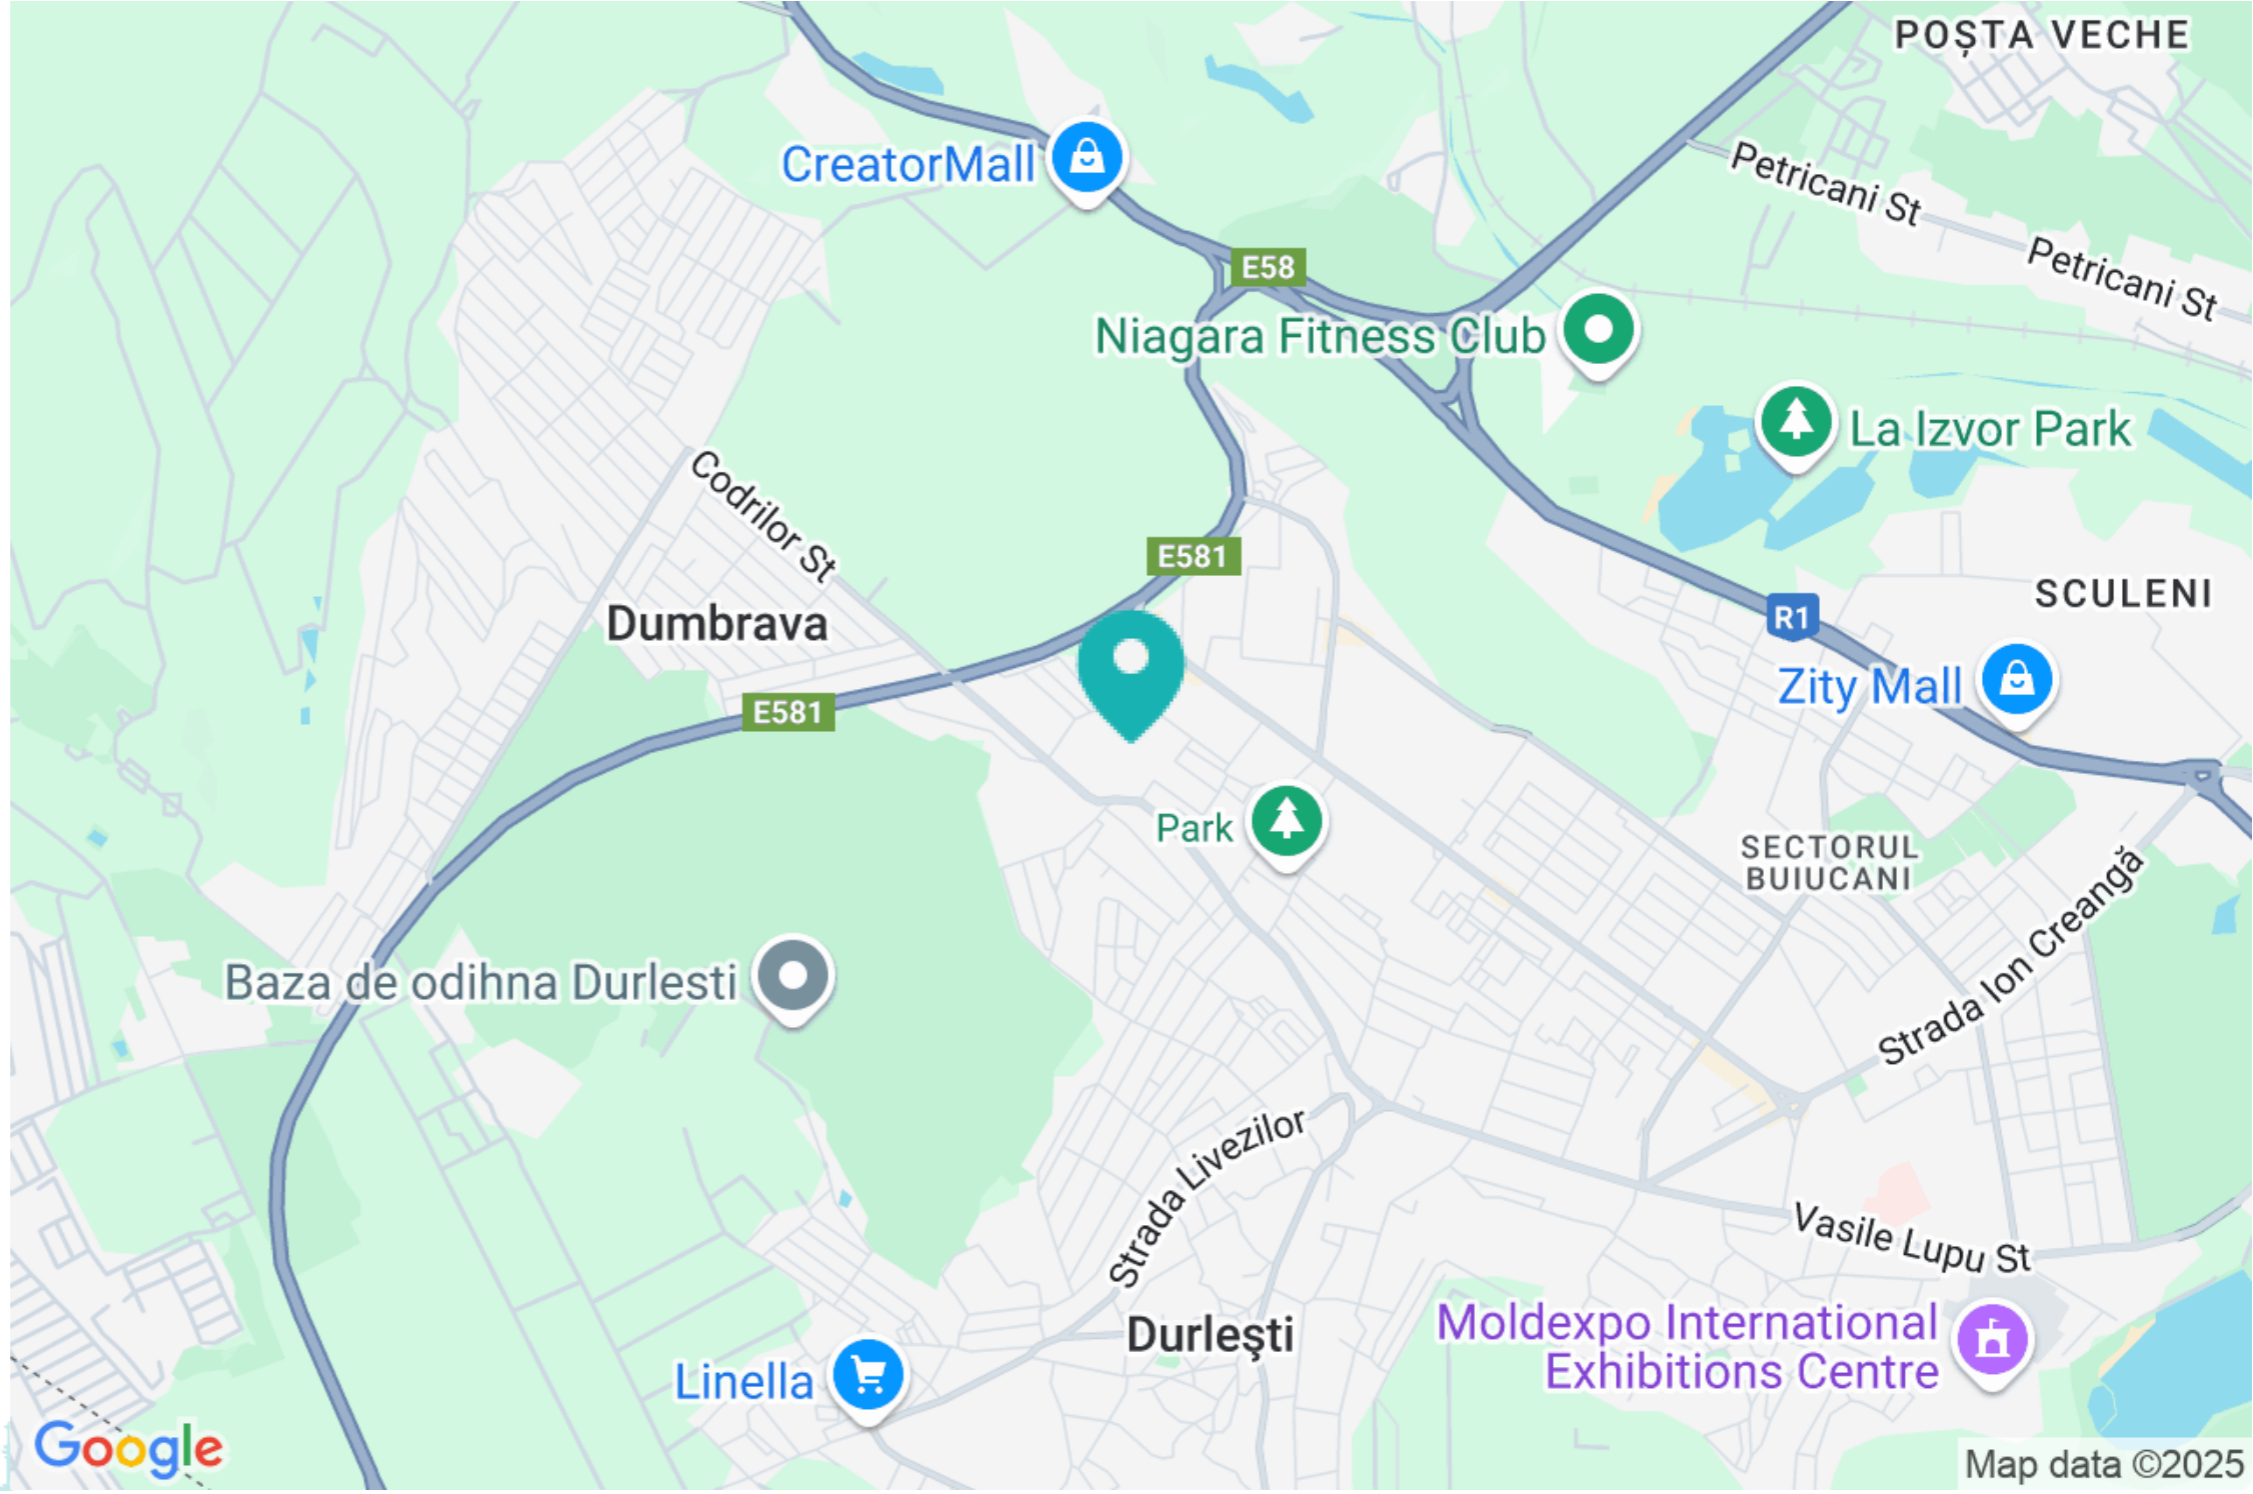 POȘTA VECHE
CreatorMall
Petricani St
Petricani St
E58
Niagara Fitness Club
La Izvor Park
Codrilor St
E581
SCULENI
Dumbrava
R1
Zity Mall
E581
Park
SECTORUL
BUIUCANI
Strada Ion Creangă
Baza de odihna Durlesti
Strada Livezilor
Vasile Lupu St
Durleşti
Moldexpo International
Exhibitions Centre
Linella
Google
Map data ©2025